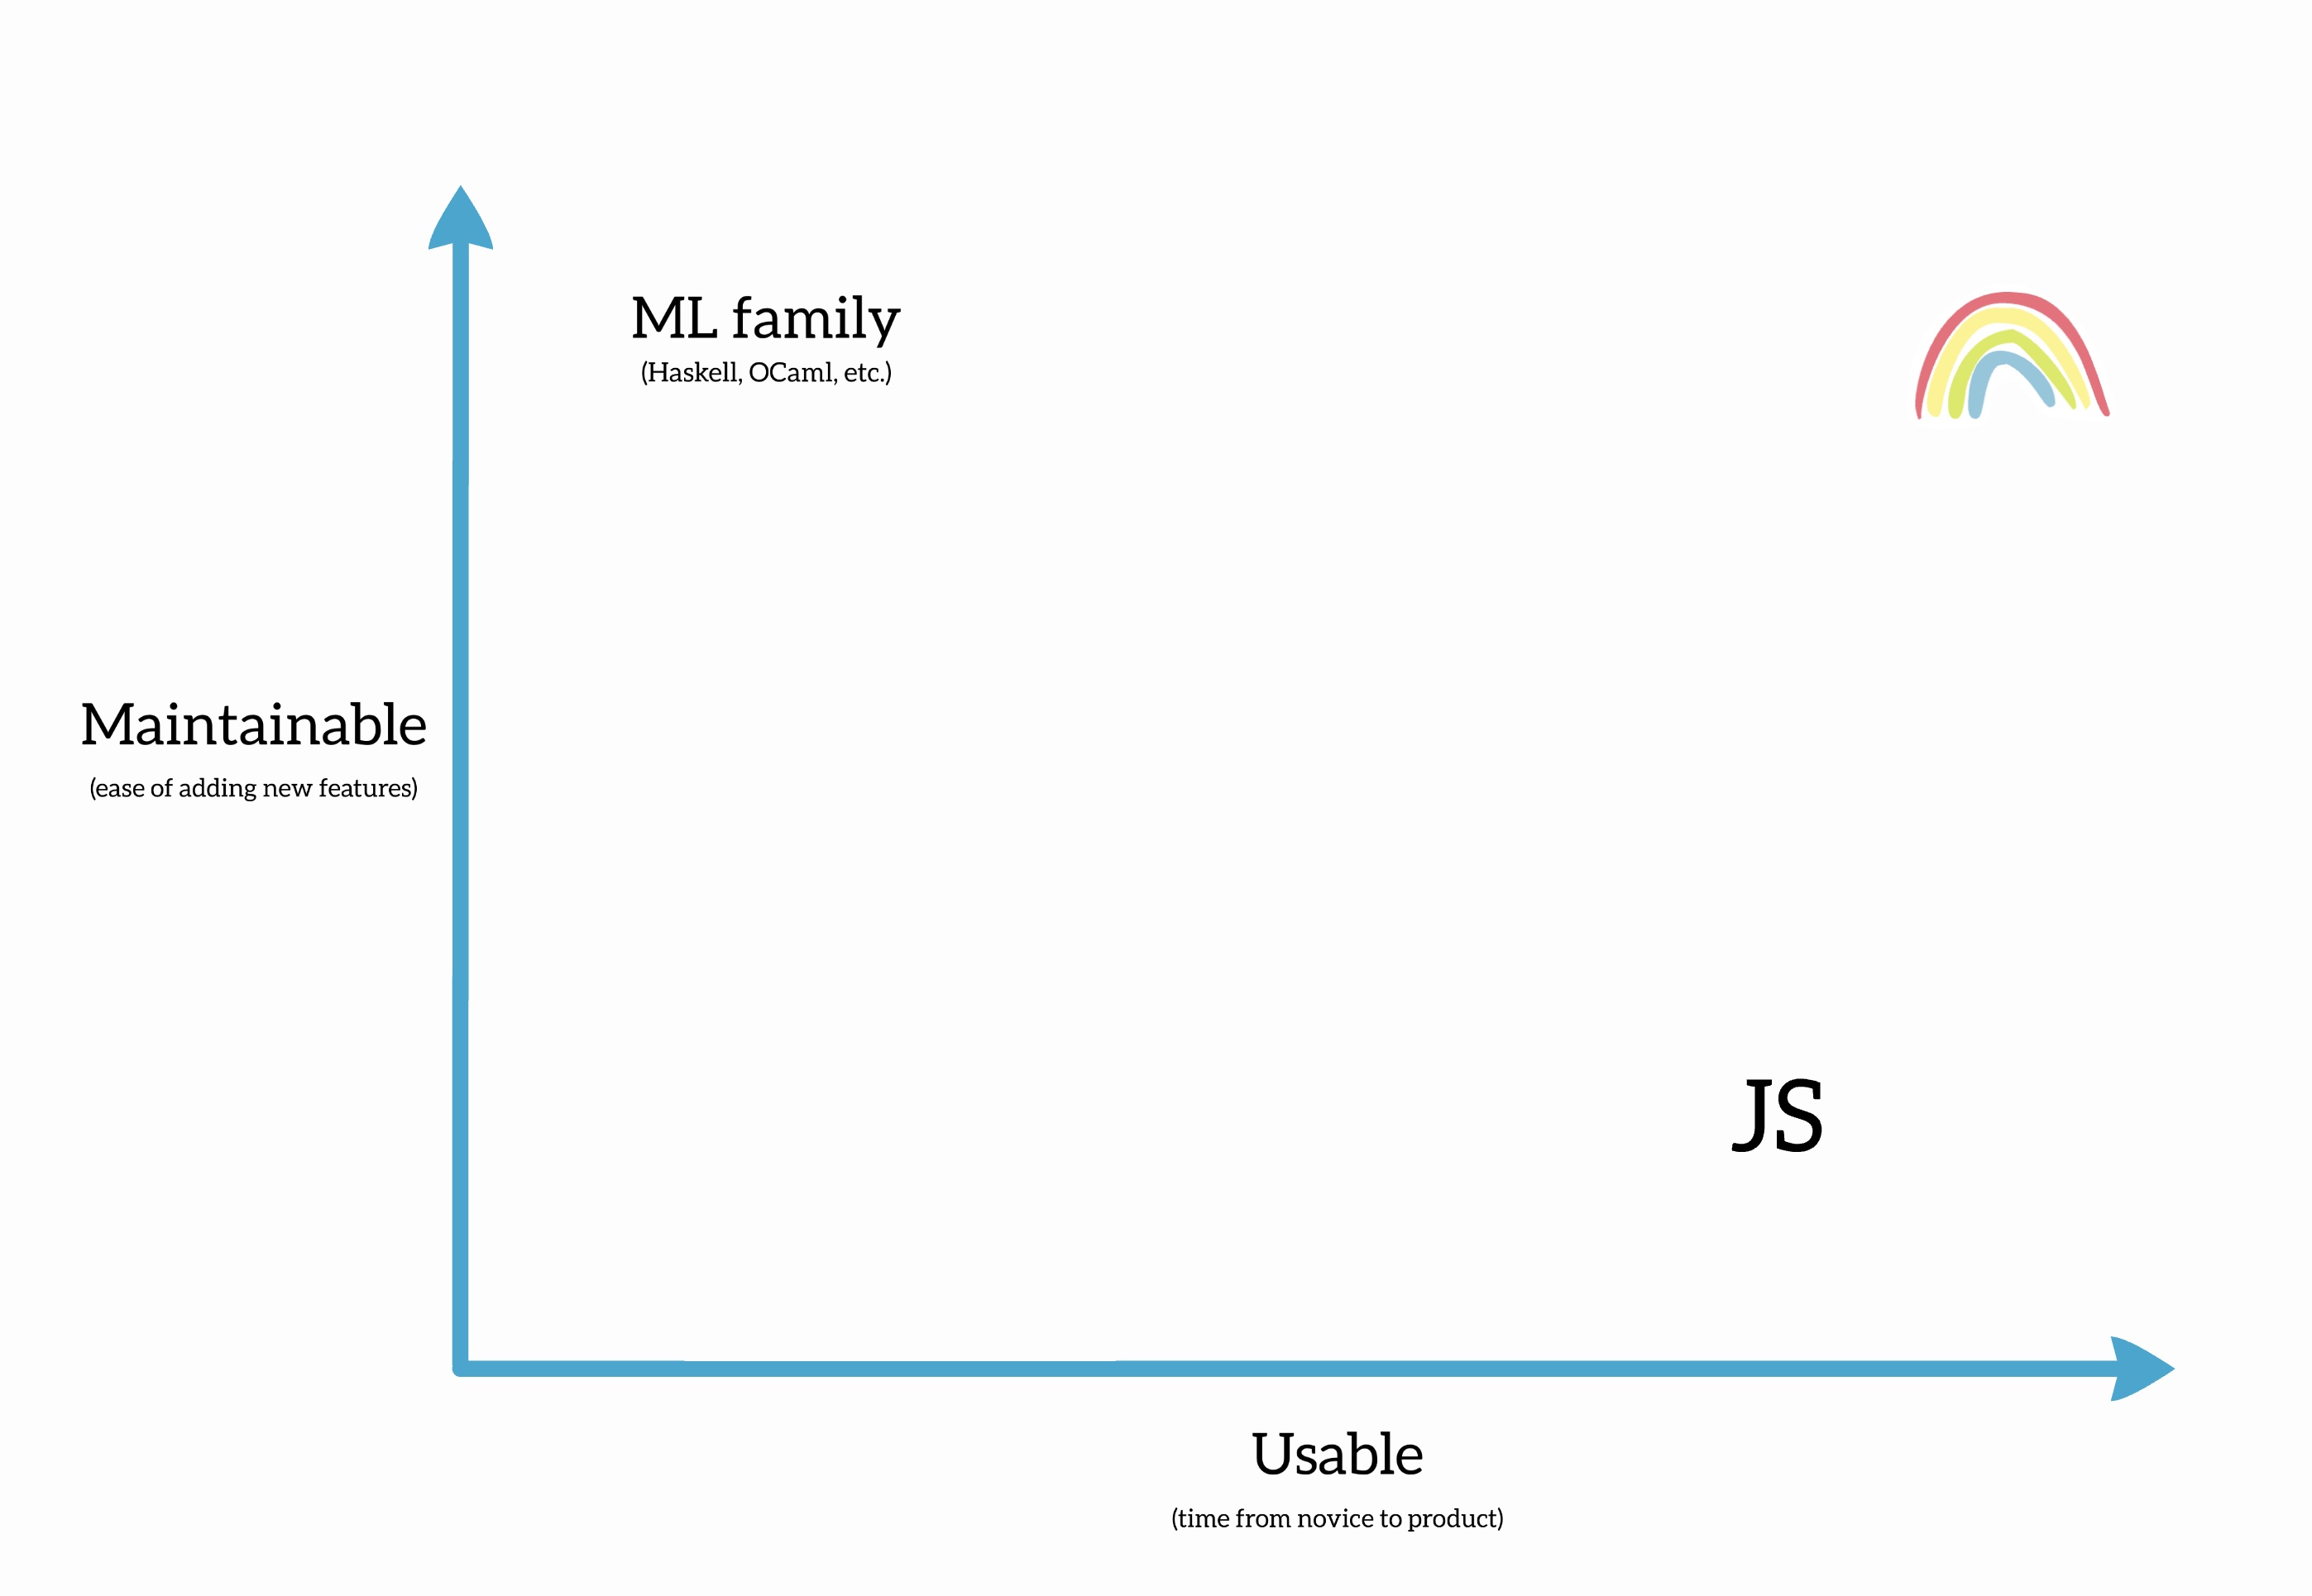 ML family
(Haskell, OCaml, etc.)
Maintainable
(ease of adding new features)
JS
Usable
(time from novice to product)